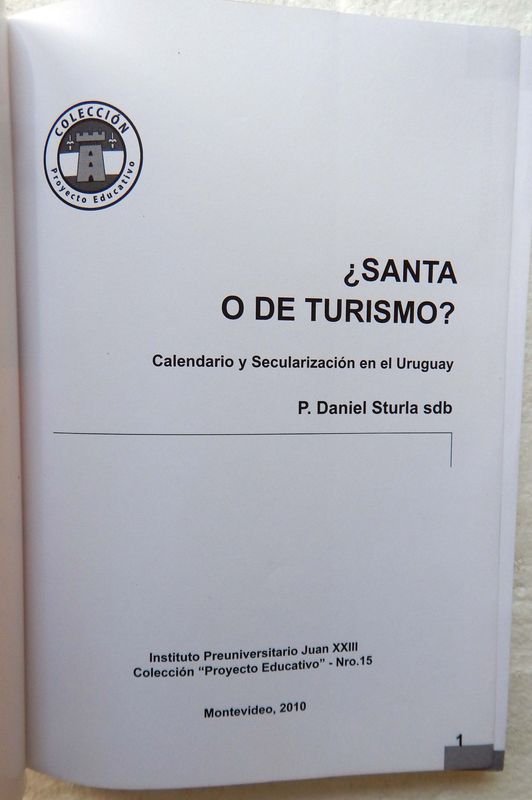 COLECCIÓN
Proyecto Educativo
¿SANTA
O DE TURISMO?
Calendario y Secularización en el Uruguay
P. Daniel Sturla sdb
Instituto Preuniversitario Juan XXIII
Colección “Proyecto Educativo” - Nro.15
Montevideo, 2010
1